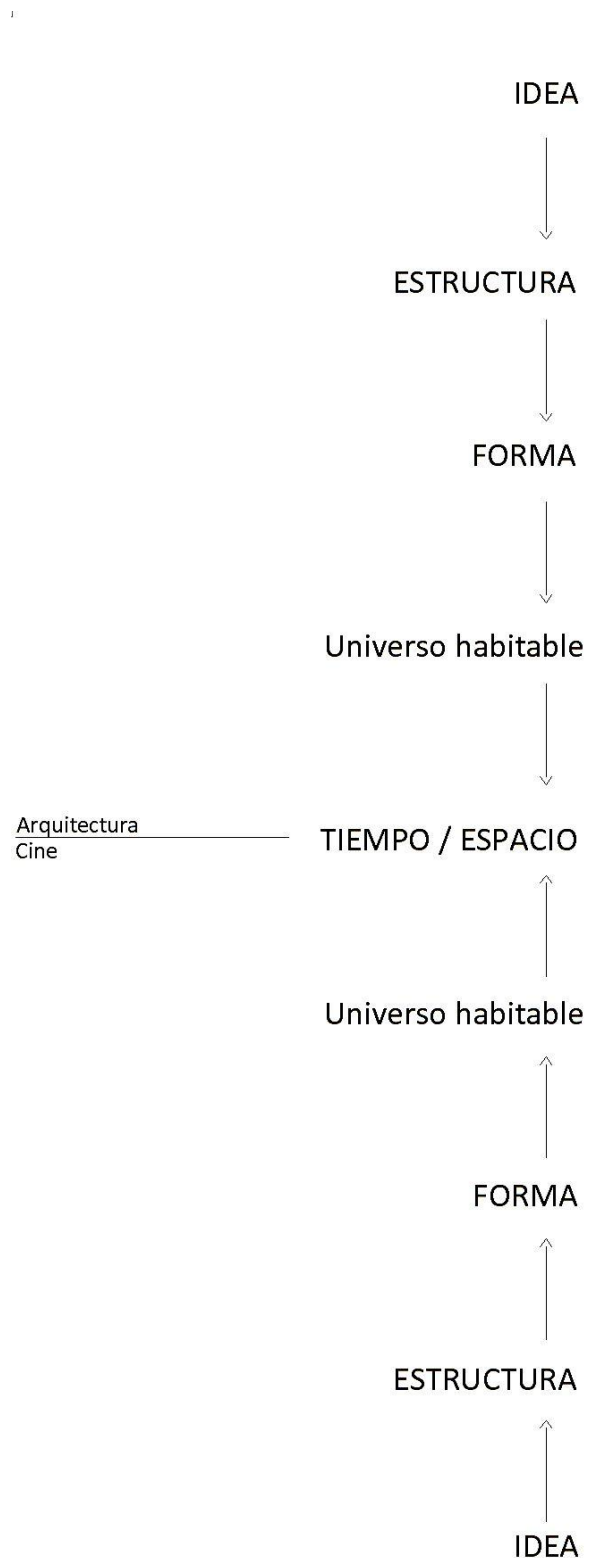 IDEA
ESTRUCTURA
FORMA
Universo habitable
Arquitectura
Cine
TIEMPO / ESPACIO
Universo habitable
FORMA
ESTRUCTURA
IDEA